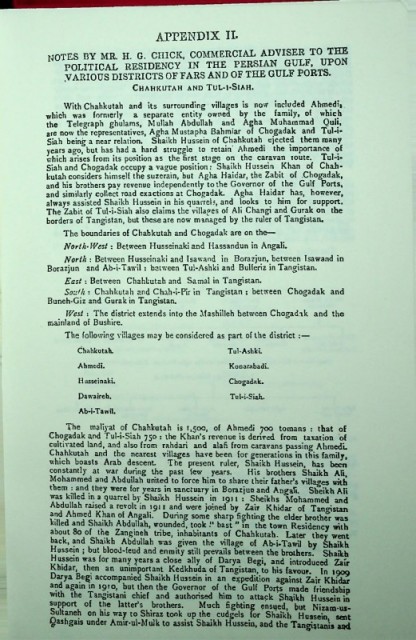 APPENDIX II.
NOTES BY MR. H. G. CHICK, COMMERCIAL ADVISER TO THE
POLITICAL RESIDENCY IN THE PERSIAN GULF, UPON
VARIOUS DISTRICTS OF FARS AND OF THE GULF PORTS.
CHAHKUTAH AND TUL-I-SIAH.
With Chahkutah and its surrounding villages is now included Ahmedi,
which was formerly a separate entity owned by the family, of which
the Telegraph ghulams, Mullah Abdullah and Agha Muhammad Quli,
are now the representatives, Agha Mustapha Bahmiar of Chogadak and Tul-i-
Siah being a near relation. Shaikh Hussein of Chahkutah ejected them many
years ago, but has had a hard struggle to retain Ahmedi the importance of
which arises from its position as the first stage on the caravan route. Tul-i-
Siah and Chogadak occupy a vague position: Shaikh Hussein Khan of Chah-
kutah considers himself the suzerain, but Agha Haidar, the Zabit of Chogadak,
and his brothers pay revenue independently to the Governor of the Gulf Ports,
and similarly collect road exactions at Chogadak. Agha Haidar has, however,
always assisted Shaikh Hussein in his quarrels, and looks to him for support.
The Zabit of Tul-i-Siah also claims the villages of Ali Changi and Gurak on the
borders of Tangistan, but these are now managed by the ruler of Tangistan.
The boundaries of Chahkutah and Chogadak are on the—
North-West: Between Husseinaki and Hassandun in Angali.
North: Between Husseinaki and Isawand in Borazjun, between Isawand in
Borazjun and Ab-i-Tawil: between Tul-Ashki and Bulferiz in Tangistan.
East: Between Chahkutah and Samal in Tangistan.
South: Chahkutah and Chah-i-Pir in Tangistan; between Chogadak and
Buneh-Giz and Gurak in Tangistan.
West: The district extends into the Mashilleh between Chogadak and the
mainland of Bushire.
The following villages may be considered as part of the district:—
Chahkutah. Tul-Ashki.
Ahmedi. Konarabadi.
Husseinaki. Chogadak.
Dawaireh. Tul-i-Siah.
Ab-i-Tawil.
The maliyat of Chahkutah is 1,500, of Ahmedi 700 tomans: that of
Chogadak and Tul-i-Siah 750: the Khan's revenue is derived from taxation of
cultivated land, and also from rahdari and alafi from caravans passing Ahmedi.
Chahkutah and the nearest villages have been for generations in this family,
which boasts Arab descent. The present ruler, Shaikh Hussein, has been
constantly at war during the past few years. His brothers Shaikh Ali,
Mohammed and Abdullah united to force him to share their father's villages with
them: and they were for years in sanctuary in Borazjun and Angali. Sheikh Ali
was killed in a quarrel by Shaikh Hussein in 1911: Sheikhs Mohammed and
Abdullah raised a revolt in 1911 and were joined by Zair Khidar of Tangistan
and Ahmed Khan of Angali. During some sharp fighting the elder brother was
killed and Shaikh Abdullah, wounded, took "bast" in the town Residency with
about 80 of the Zangineh tribe, inhabitants of Chahkutah. Later they went
back, and Shaikh Abdullah was given the village of Ab-i-Tawil by Shaikh
Hussein; but blood-feud and enmity still prevails between the brothers. Shaikh
Hussein was for many years a close ally of Darya Begi, and introduced Zair
Khidar, then an unimportant Kedkhuda of Tangistan, to his favour. In 1909
Darya Begi accompanied Shaikh Hussein in an expedition against Zair Khidar
and again in 1910, but then the Governor of the Gulf Ports made friendship
with the Tangistani chief and authorised him to attack Shaikh Hussein in
support of the latter's brothers. Much fighting ensued, but Nizam-us-
Sultaneh on his way to Shiraz took up the cudgels for Shaikh Hussein, sent
Qashgais under Amir-ul-Mulk to assist Shaikh Hussein, and the Tangistanis and